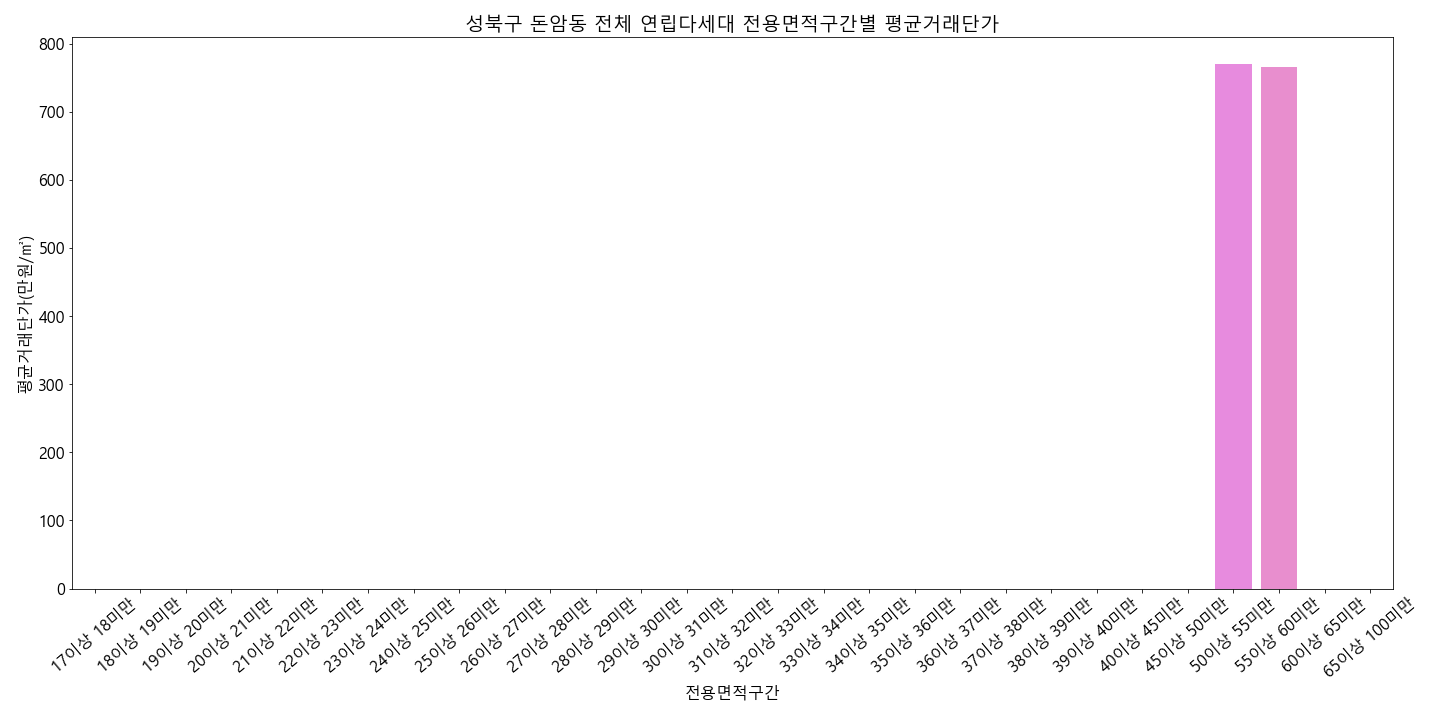 성북구 돈암동 전체 연립다세대 전용면적구간별 평균거래단가
평균거래단가(만원/㎡)
800
700
600
500
400
300
200
100
0
17이상 18미만
18이상 19미만
19이상 20미만
20이상 21미만
21이상 22미만
22이상 23미만
23이상 24미만
24이상 25미만
25이상 26미만
26이상 27미만
27이상 28미만
28이상 29미만
29이상 30미만
30이상 31미만
31이상 32미만
32이상 33미만
33이상 34미만
34이상 35미만
35이상 36미만
36이상 37미만
37이상 38미만
38이상 39미만
39이상 40미만
40이상 45미만
45이상 50미만
50이상 55미만
55이상 60미만
60이상 65미만
65이상 100미만
전용면적구간